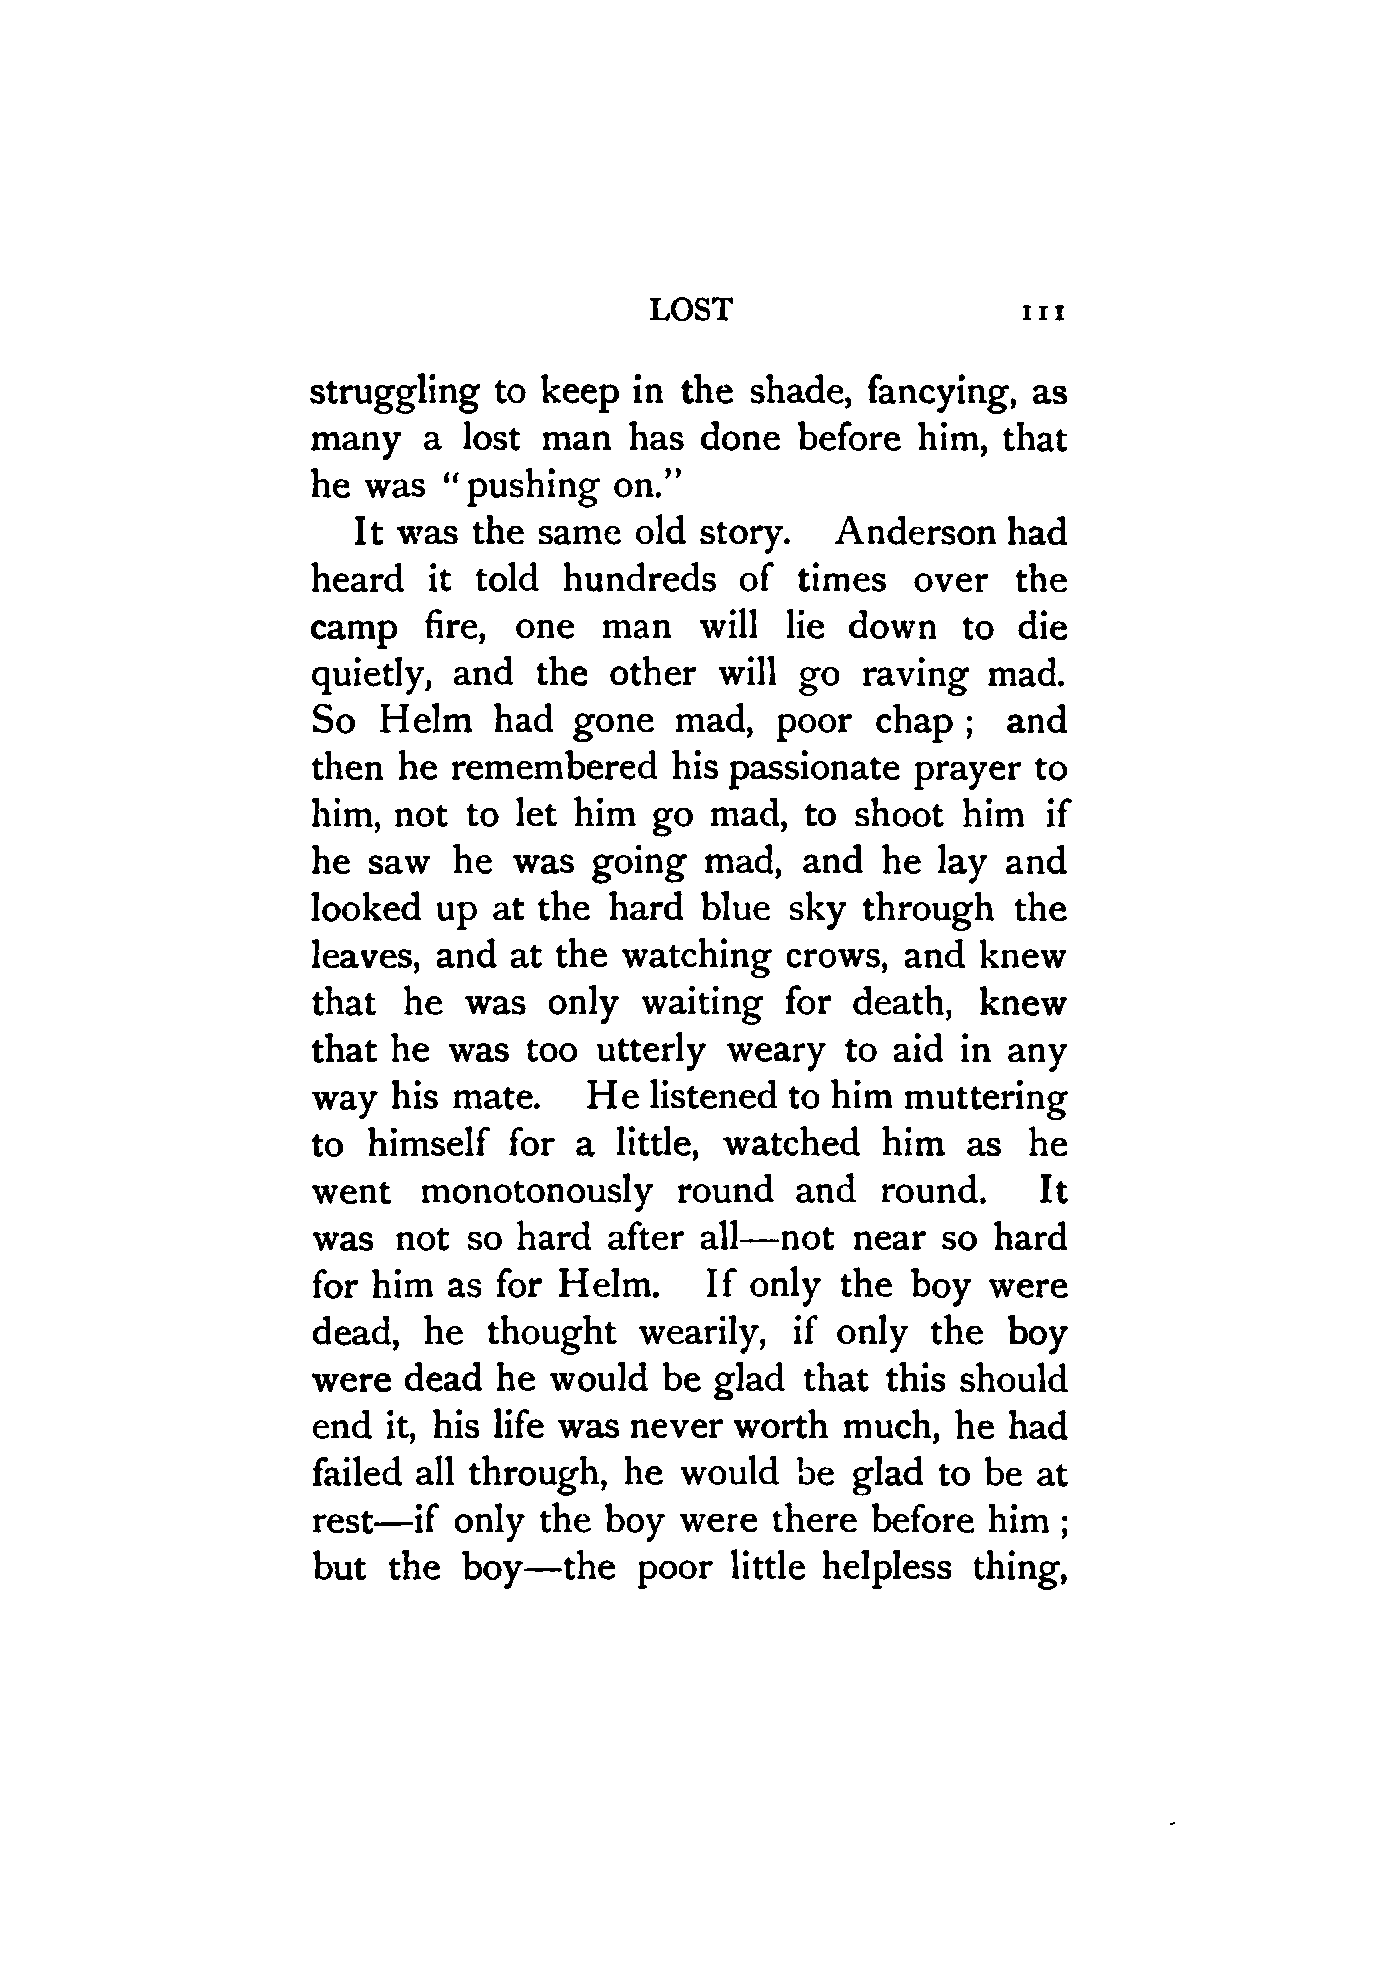 LOST 111
struggling to keep in the shade, fancying, as
many a lost man has done before him, that
he was "pushing on."
It was the same old story. Anderson had
heard it told hundreds of times over the
camp fire, one man will lie down to die
quietly, and the other will go raving mad.
So Helm had gone mad, poor chap ; and
then he remembered his passionate prayer to
him, not to let him go mad, to shoot him if
he saw he was going mad, and he lay and
looked up at the hard blue sky through the
leaves, and at the watching crows, and knew
that he was only waiting for death, knew
that he was too utterly weary to aid in any
way his mate. He listened to him muttering
to himself for a little, watched him as he
went monotonously round and round. It
was not so hard after all—not near so hard
for him as for Helm. If only the boy were
dead, he thought wearily, if only the boy
were dead he would be glad that this should
end it, his life was never worth much, he had
failed all through, he would be glad to be at
rest—if only the boy were there before him ;
but the boy—the poor little helpless thing,